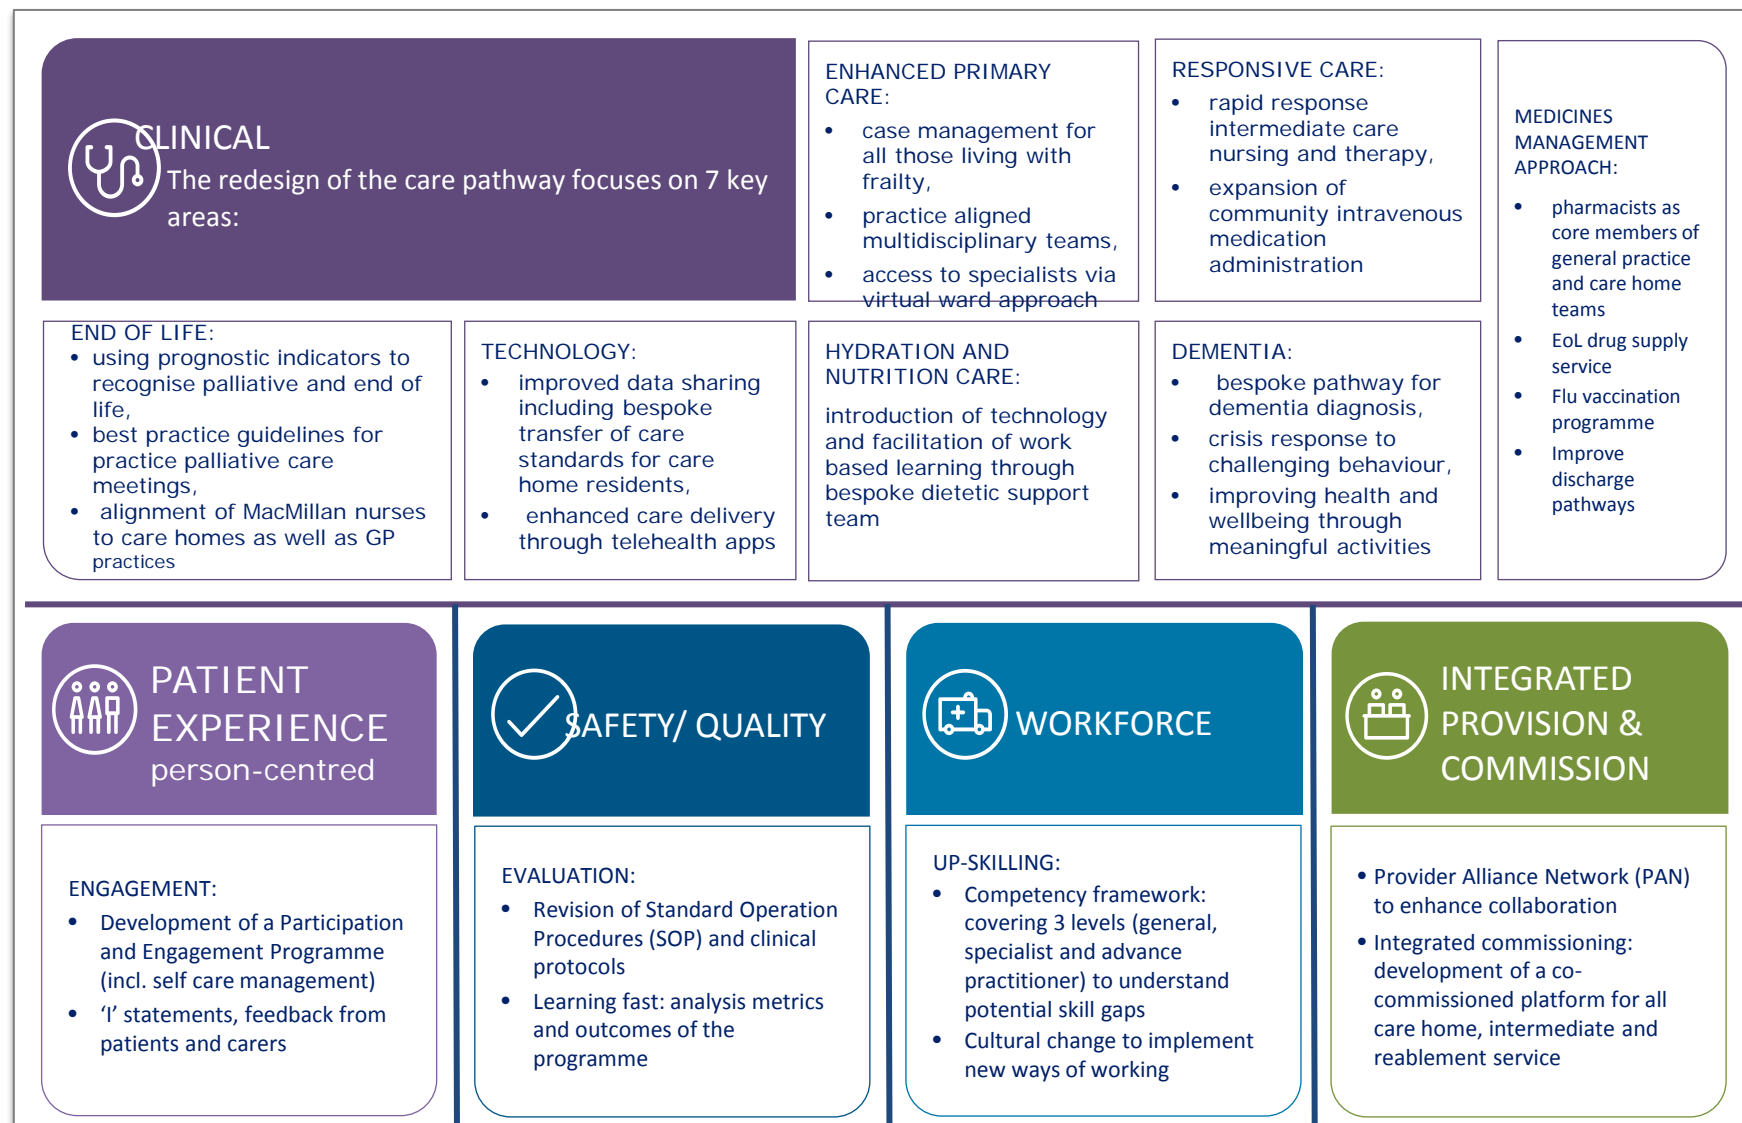 CLINICAL
The redesign of the care pathway focuses on 7 key
areas:
ENHANCED PRIMARY
CARE:
• case management for
all those living with
frailty,
• practice aligned
multidisciplinary teams,
• access to specialists via
virtual ward approach
RESPONSIVE CARE:
• rapid response
intermediate care
nursing and therapy,
• expansion of
community intravenous
medication
administration
MEDICINES
MANAGEMENT
APPROACH:
• pharmacists as
core members of
general practice
and care home
teams
• EoL drug supply
service
• Flu vaccination
programme
• Improve
discharge
pathways
END OF LIFE:
• using prognostic indicators to
recognise palliative and end of
life,
• best practice guidelines for
practice palliative care
meetings,
• alignment of MacMillan nurses
to care homes as well as GP
practices
TECHNOLOGY:
• improved data sharing
including bespoke
transfer of care
standards for care
home residents,
• enhanced care delivery
through telehealth apps
HYDRATION AND
NUTRITION CARE:
introduction of technology
and facilitation of work
based learning through
bespoke dietetic support
team
DEMENTIA:
• bespoke pathway for
dementia diagnosis,
• crisis response to
challenging behaviour,
• improving health and
wellbeing through
meaningful activities
PATIENT
EXPERIENCE
person-centred
ENGAGEMENT:
• Development of a Participation
and Engagement Programme
(incl. self care management)
• ‘I’ statements, feedback from
patients and carers
SAFETY/ QUALITY
EVALUATION:
• Revision of Standard Operation
Procedures (SOP) and clinical
protocols
• Learning fast: analysis metrics
and outcomes of the
programme
WORKFORCE
UP-SKILLING:
• Competency framework:
covering 3 levels (general,
specialist and advance
practitioner) to understand
potential skill gaps
• Cultural change to implement
new ways of working
INTEGRATED
PROVISION &
COMMISSION
• Provider Alliance Network (PAN)
to enhance collaboration
• Integrated commissioning:
development of a co-
commissioned platform for all
care home, intermediate and
reablement service